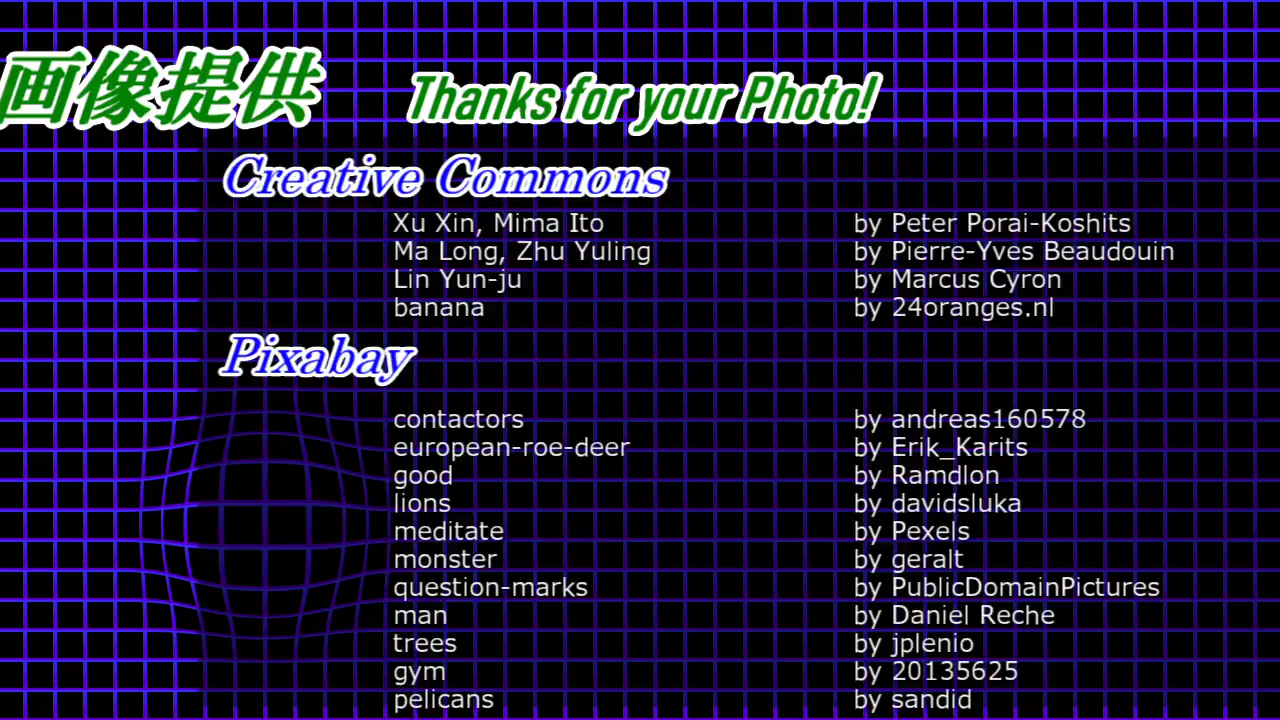 画像提供 Thanks for your Photo!
Creative Commons
Xu Xin, Mima Ito by Peter Porai-Koshits
Ma Long, Zhu Yuling by Pierre-Yves Beaudouin
Lin Yun-ju by Marcus Cyron
banana by 24oranges.nl
Pixabay
contactors by andreas160578
european-roe-deer by Erik_Karits
good by Ramdlon
lions by davidsluka
meditate by Pexels
monster by geralt
question-marks by PublicDomainPictures
man by Daniel Reche
trees by jplenio
gym by 20135625
pelicans by sandid